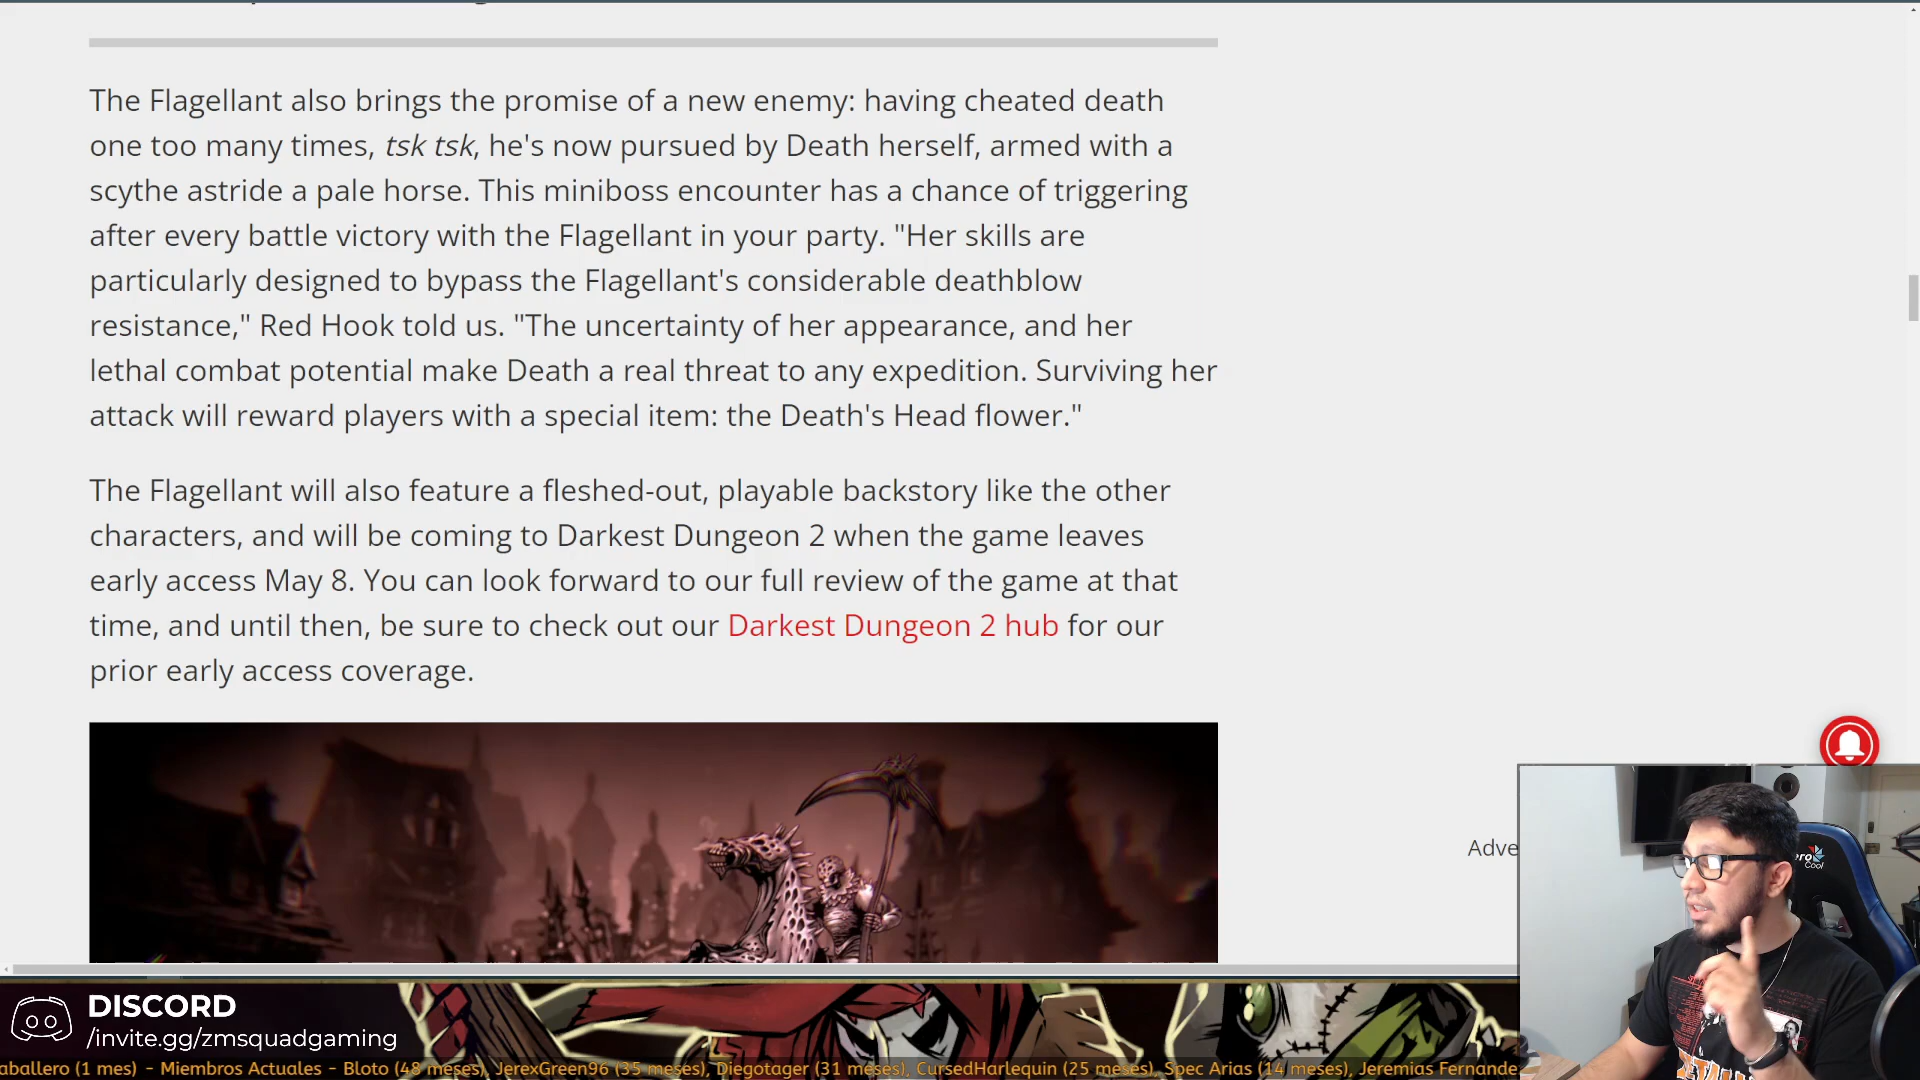 The Flagellant also brings the promise of a new enemy: having cheated death
one too many times, tsk tsk, he's now pursued by Death herself, armed with a
scythe astride a pale horse. This miniboss encounter has a chance of triggering
after every battle victory with the Flagellant in your party. "Her skills are
particularly designed to bypass the Flagellant's considerable deathblow
resistance," Red Hook told us. "The uncertainty of her appearance, and her
lethal combat potential make Death a real threat to any expedition. Surviving her
attack will reward players with a special item: the Death's Head flower."
The Flagellant will also feature a fleshed-out, playable backstory like the other
characters, and will be coming to Darkest Dungeon 2 when the game leaves
early access May 8. You can look forward to our full review of the game at that
time, and until then, be sure to check out our Darkest Dungeon 2 hub for our
prior early access coverage.
Adve
DISCORD
/invite.gg/zmsquadgaming
aballero (1 mes) - Miembros Actuales - Bloto (48 meses), JerexGreen96 (35 meses), Diegotager (31 meses), CursedHarlequin (25 meses), Spec Arias (14 meses), Jeremias Fernande